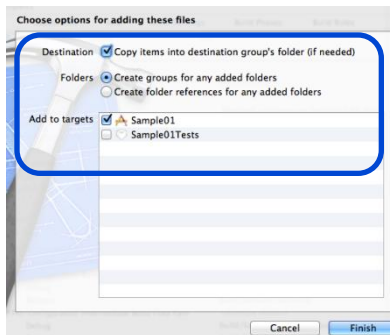 Choose options for adding these files
Destination Copy items into destination group's folder (if needed)
Folders Create groups for any added folders
Create folder references for any added folders
Add to targets Sample01
Sample01Tests
Cancel Finish